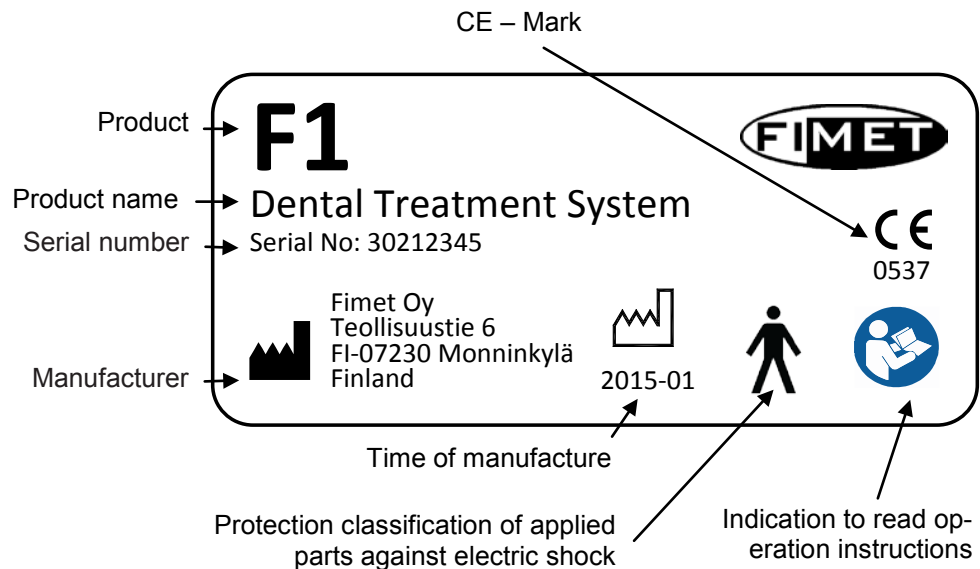 CE – Mark
Product
F1
FIMET
Product name
Dental Treatment System
Serial number
Serial No: 30212345
CE
0537
Manufacturer
Fimet Oy
Teollisuustie 6
FI-07230 Monninkylä
Finland
2015-01
Time of manufacture
Protection classification of applied
parts against electric shock
Indication to read op-
eration instructions